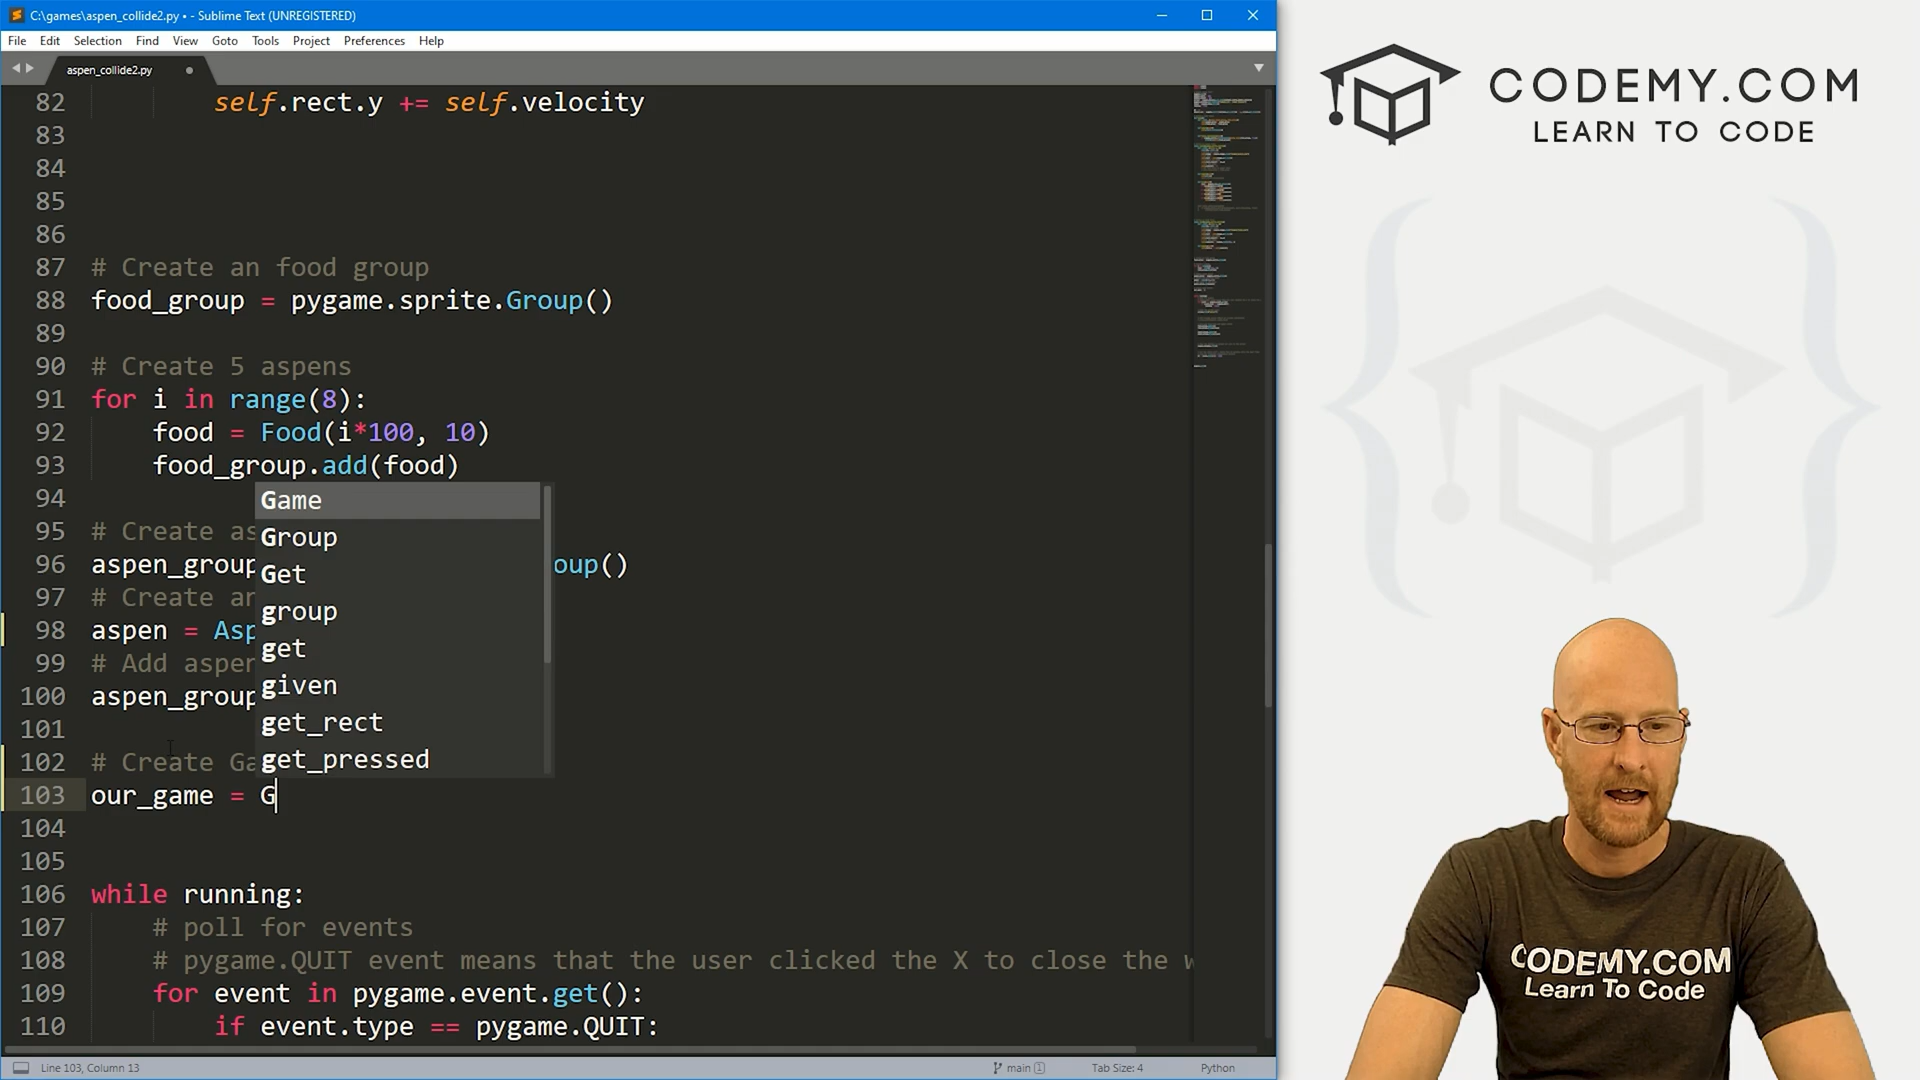 C:\games\aspen_collide2.py • - Sublime Text (UNREGISTERED)
File Edit Selection Find View Goto Tools Project Preferences Help
aspen_collide2.py
82 self.rect.y += self.velocity
83
84
85
86
87 # Create an food group
88 food_group = pygame.sprite.Group()
89
90 # Create 5 aspens
91 for i in range(8):
92 food = Food(i*100, 10)
93 food_group.add(food)
94
Game
95 # Create as
Group
96 aspen_group oup()
Get
97 # Create an
group
98 aspen = Asp
get
99 # Add aspen
given
100 aspen_group
get_rect
101
102 # Create Ga
get_pressed
103 our_game = G
104
105
106 while running:
107 # poll for events
108 # pygame.QUIT event means that the user clicked the X to close the w
109 for event in pygame.event.get():
110 if event.type == pygame.QUIT:
Line 103, Column 13
main 1
Tab Size: 4
Python
CODEMY.COM
LEARN TO CODE
CODEMY.COM
Learn To Code